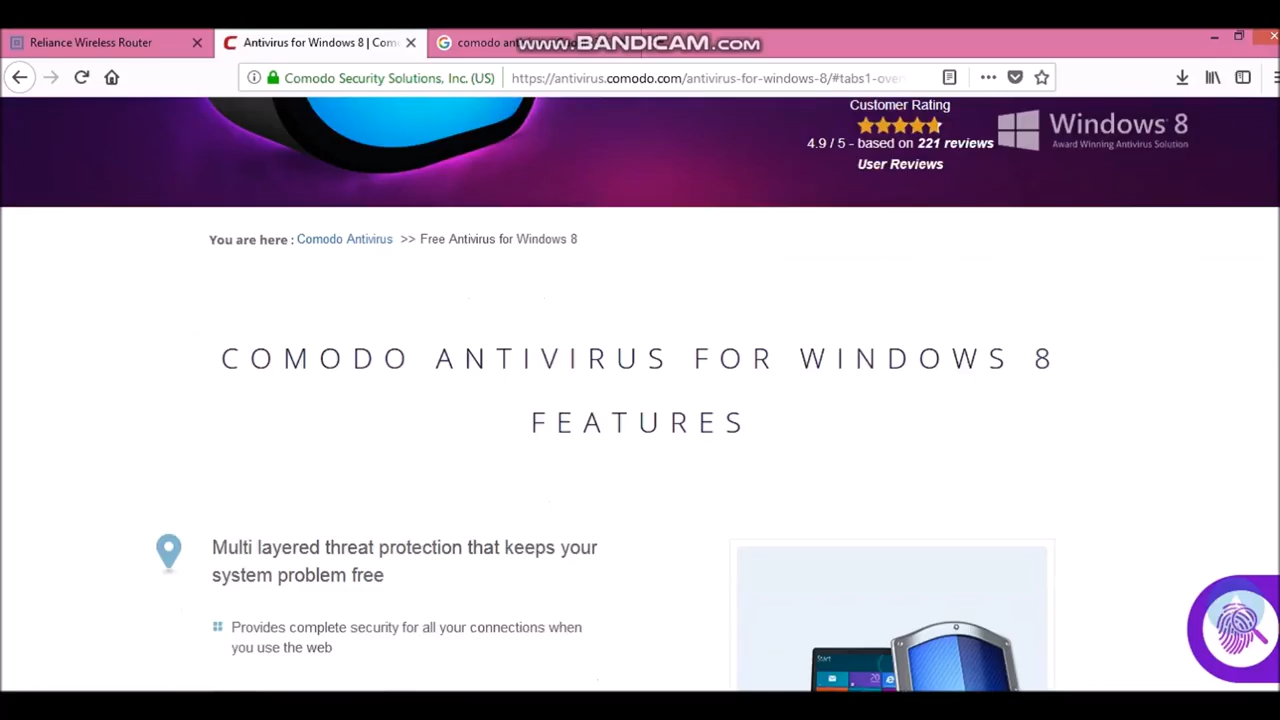 Reliance Wireless Router
Antivirus for Windows 8 | Com
comodo an
www.BANDICAM.com
Comodo Security Solutions, Inc. (US)
https://antivirus.comodo.com/antivirus-for-windows-8/#tabs1-over
Customer Rating
4.9 / 5 - based on 221 reviews
User Reviews
Windows 8
Award Winning Antivirus Solution
You are here : Comodo Antivirus >> Free Antivirus for Windows 8
COMODO ANTIVIRUS FOR WINDOWS 8
FEATURES
Multi layered threat protection that keeps your
system problem free
Provides complete security for all your connections when
you use the web
Start
20